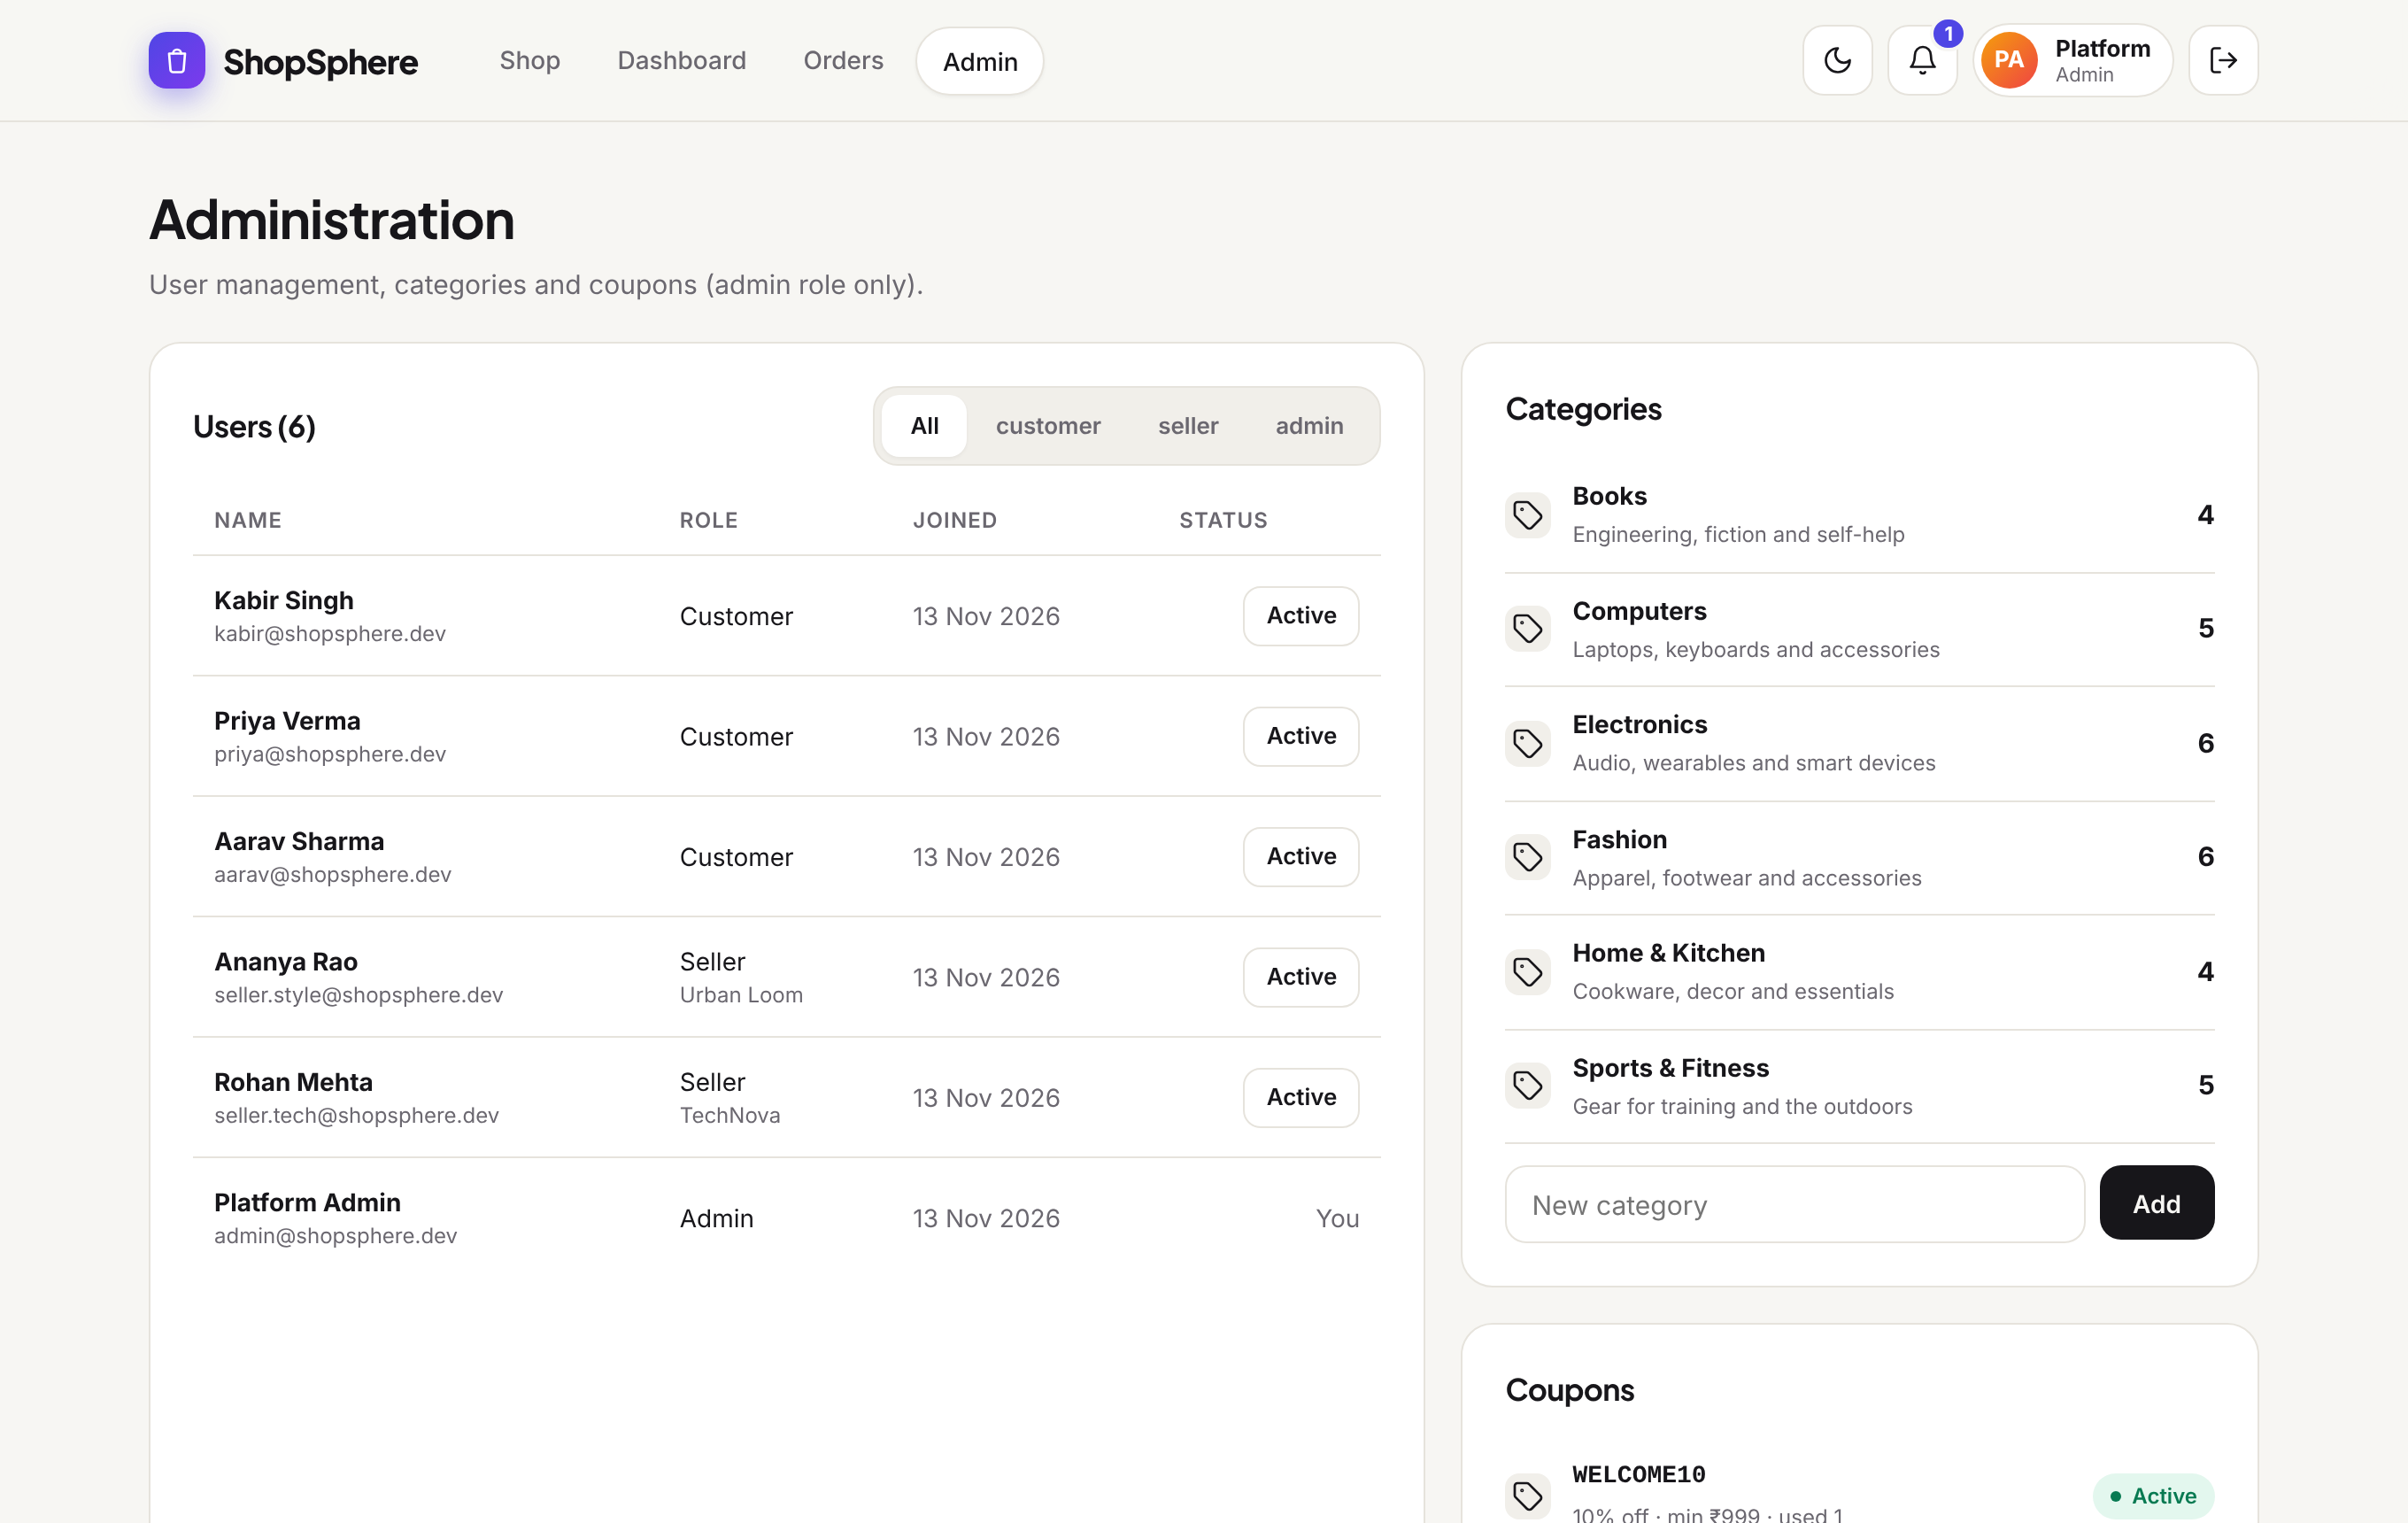 ShopSphere
Shop
Dashboard
Orders
Admin
1
PA
Platform
Admin
Administration
User management, categories and coupons (admin role only).
Users (6)
All
customer
seller
admin
NAME
ROLE
JOINED
STATUS
Kabir Singh
kabir@shopsphere.dev
Customer
13 Nov 2026
Active
Priya Verma
priya@shopsphere.dev
Customer
13 Nov 2026
Active
Aarav Sharma
aarav@shopsphere.dev
Customer
13 Nov 2026
Active
Ananya Rao
seller.style@shopsphere.dev
Seller
Urban Loom
13 Nov 2026
Active
Rohan Mehta
seller.tech@shopsphere.dev
Seller
TechNova
13 Nov 2026
Active
Platform Admin
admin@shopsphere.dev
Admin
13 Nov 2026
You
Categories
Books
Engineering, fiction and self-help
4
Computers
Laptops, keyboards and accessories
5
Electronics
Audio, wearables and smart devices
6
Fashion
Apparel, footwear and accessories
6
Home & Kitchen
Cookware, decor and essentials
4
Sports & Fitness
Gear for training and the outdoors
5
New category
Add
Coupons
WELCOME10
10% off · min ₹999 · used 1
Active